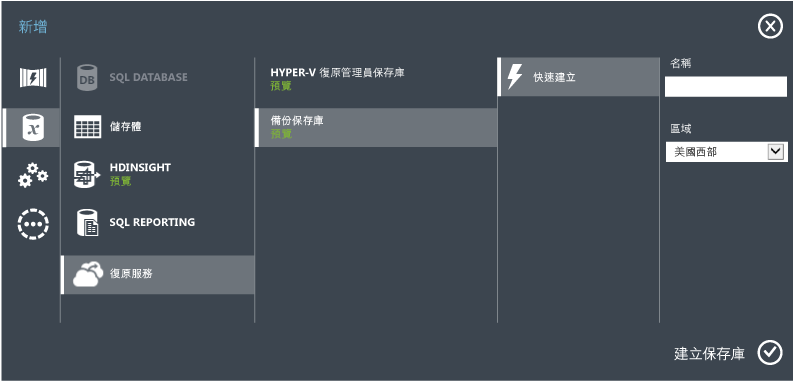 新增
SQL DATABASE
儲存體
HDINSIGHT
預覽
SQL REPORTING
復原服務
HYPER-V 復原管理員保存庫
預覽
備份保存庫
預覽
快速建立
名稱
區域
美國西部
建立保存庫
DB
x